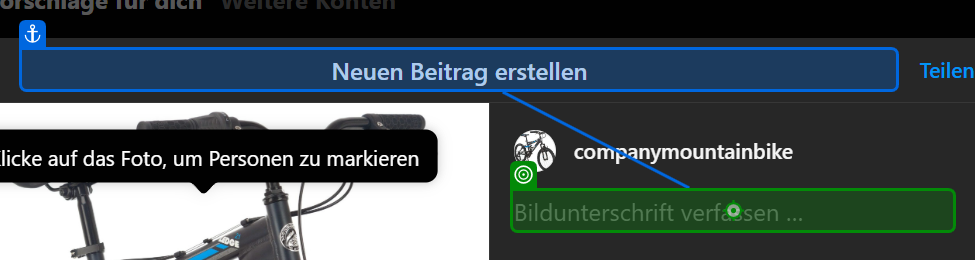 orschläge für dich Weitere Konten
Neuen Beitrag erstellen
Teilen
Klicke auf das Foto, um Personen zu markieren
companymountainbike
Bildunterschrift verfassen ...